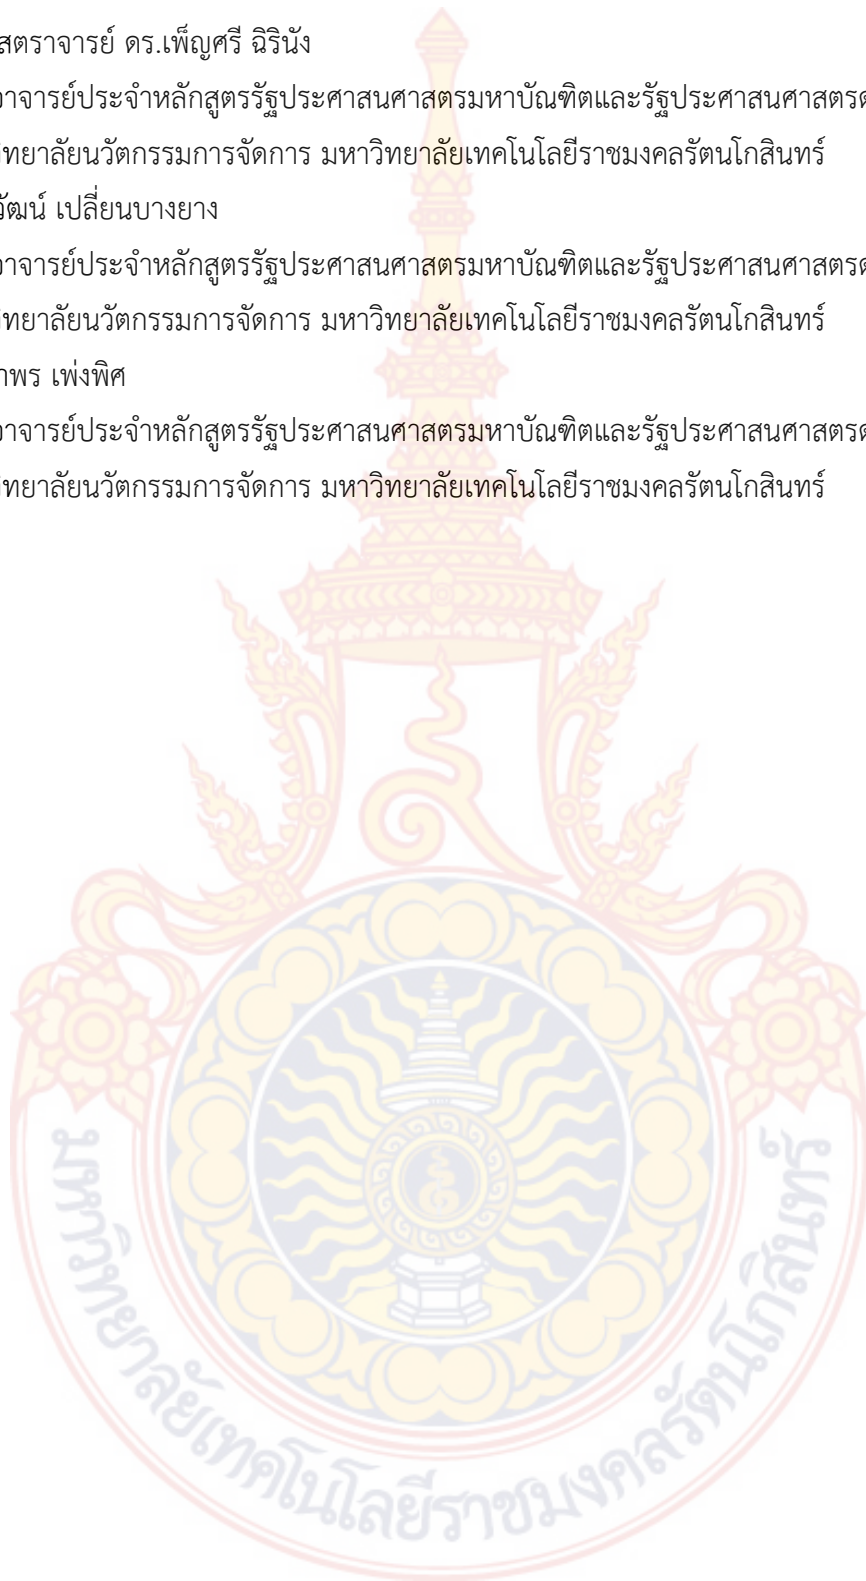 สตราจารย์ ดร.เพ็ญศรี ฉิรินัง
อาจารย์ประจำหลักสูตรรัฐประศาสนศาสตรมหาบัณฑิตและรัฐประศาสนศาสตรด
วิทยาลัยนวัตกรรมการจัดการ มหาวิทยาลัยเทคโนโลยีราชมงคลรัตนโกสินทร์
วัฒน์ เปลี่ยนบางยาง
อาจารย์ประจำหลักสูตรรัฐประศาสนศาสตรมหาบัณฑิตและรัฐประศาสนศาสตรด
วิทยาลัยนวัตกรรมการจัดการ มหาวิทยาลัยเทคโนโลยีราชมงคลรัตนโกสินทร์
าพร เพ่งพิศ
อาจารย์ประจำหลักสูตรรัฐประศาสนศาสตรมหาบัณฑิตและรัฐประศาสนศาสตรด
วิทยาลัยนวัตกรรมการจัดการ มหาวิทยาลัยเทคโนโลยีราชมงคลรัตนโกสินทร์
มหาวิทยาลัยเทคโนโลยีราชมงคลรัตนโกสินทร์